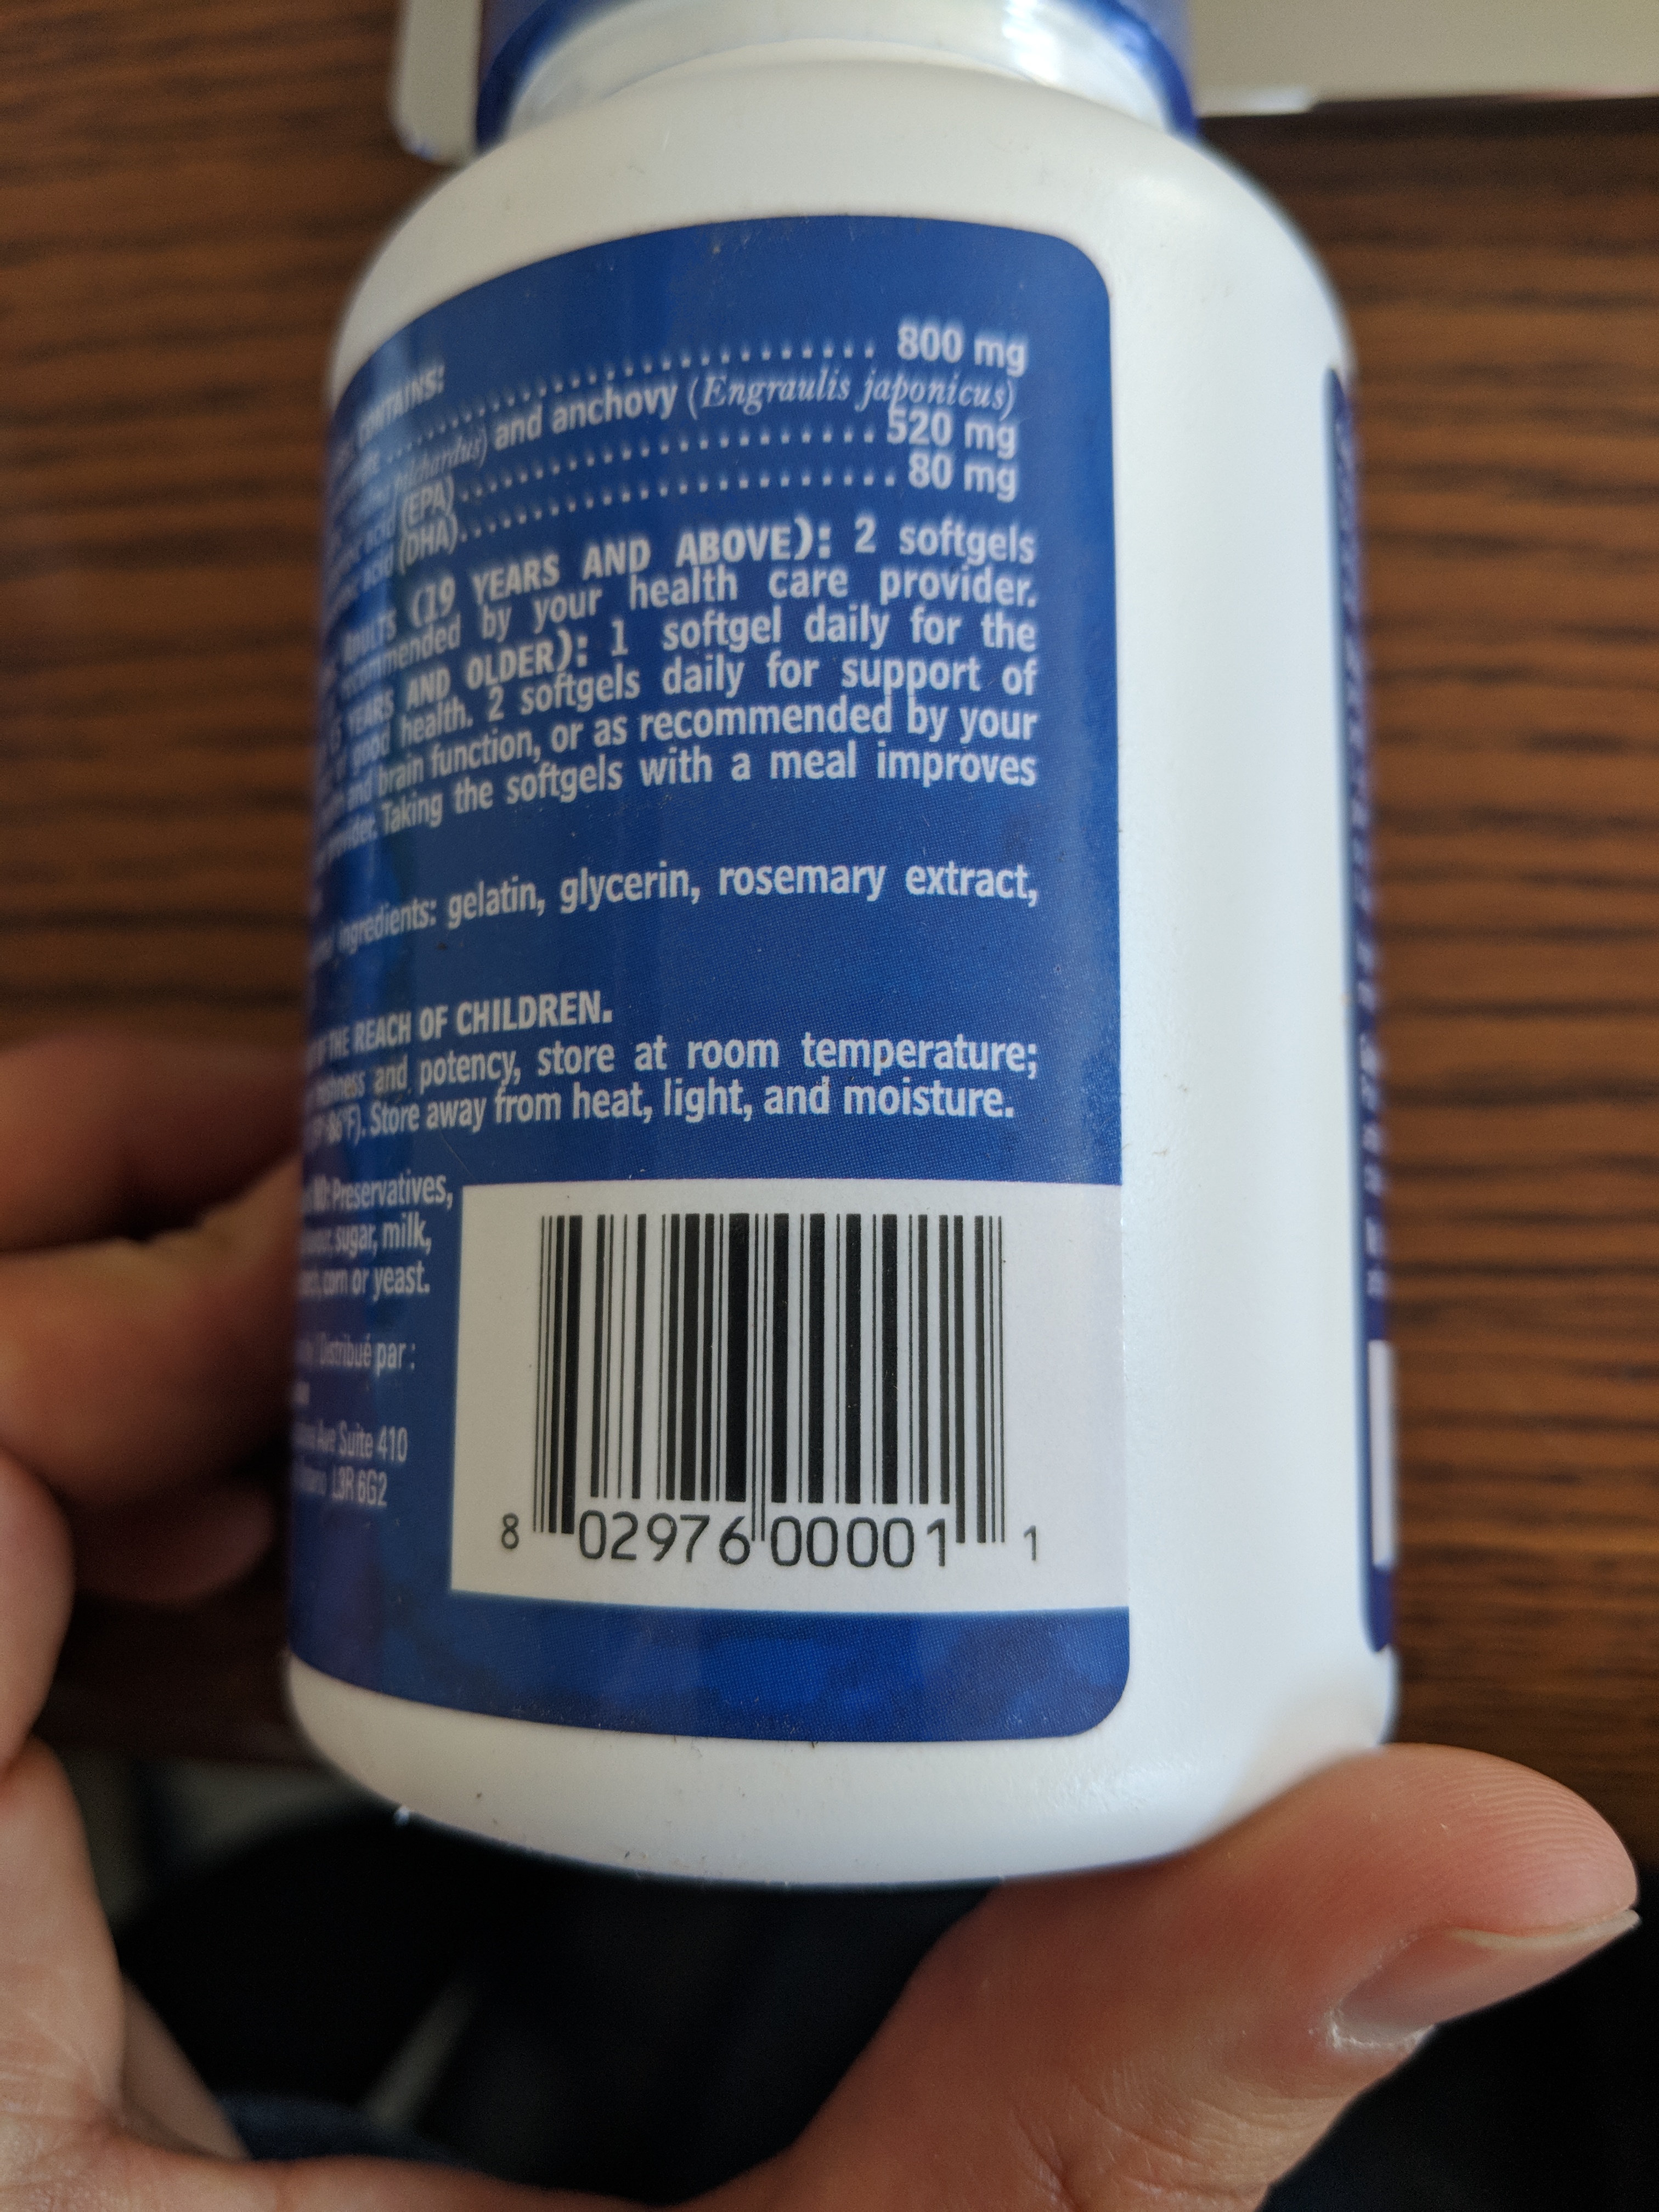 CONTAINS:
800 mg
and anchovy (Engraulis japonicus)
acid (EPA) 520 mg
acid (DHA) 80 mg
ADULTS (19 YEARS AND ABOVE): 2 softgels
recommended by your health care provider.
YEARS AND OLDER): 1 softgel daily for the
good health. 2 softgels daily for support of
and brain function, or as recommended by your
provider. Taking the softgels with a meal improves
ingredients: gelatin, glycerin, rosemary extract,
THE REACH OF CHILDREN.
freshness and potency, store at room temperature;
Store away from heat, light, and moisture.
NO: Preservatives,
sugar, milk,
corn or yeast.
Distribué par :
Ave Suite 410
L3R 6G2
8 02976 00001 1